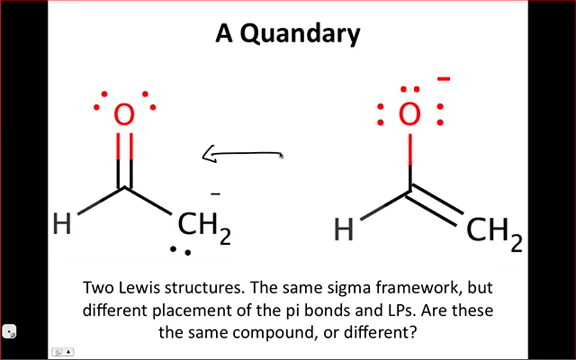 A Quandary
O O
H CH2 H CH2
Two Lewis structures. The same sigma framework, but
different placement of the pi bonds and LPs. Are these
the same compound, or different?